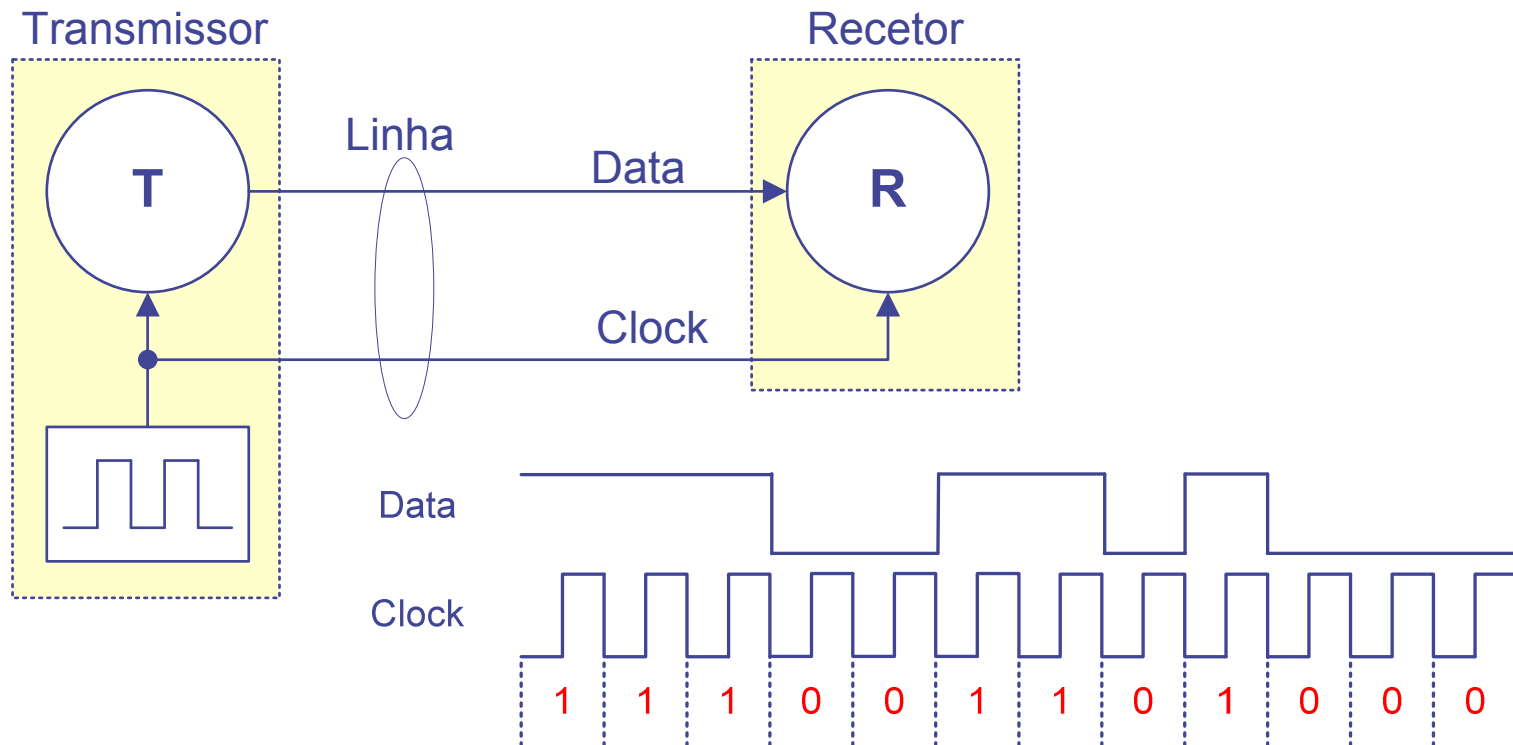 Transmissor
Recetor
Linha
Data
T
R
Clock
Data
Clock
1 1 1 0 0 1 1 0 1 0 0 0